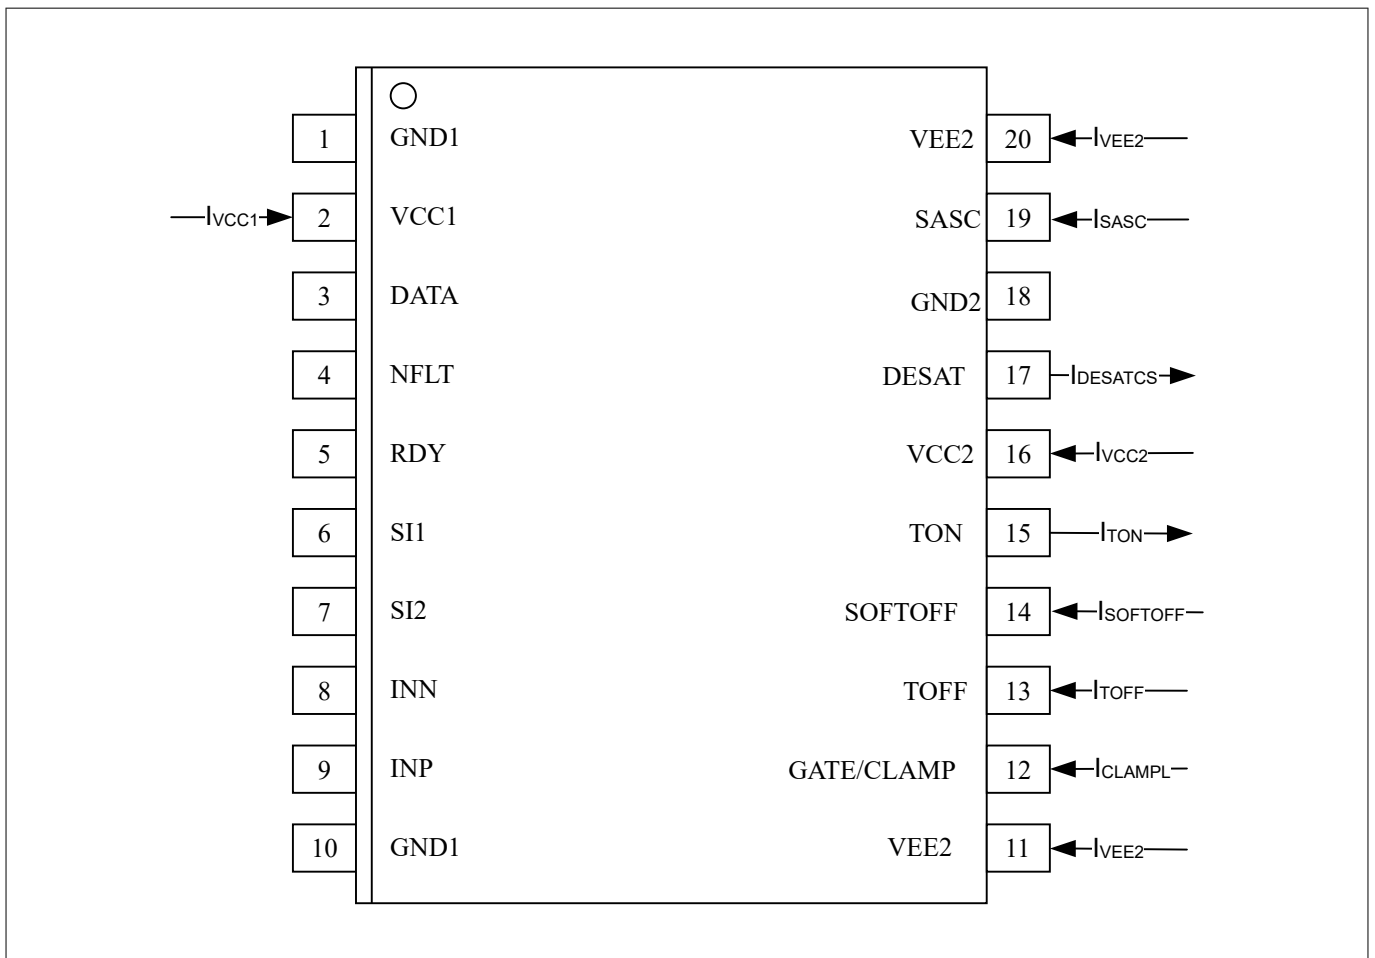 1 GND1 VEE2 20 IVEE2
IVCC1 2 VCC1 SASC 19 ISASC
3 DATA GND2 18
4 NFLT DESAT 17 IDESATCS
5 RDY VCC2 16 IVCC2
6 SI1 TON 15 ITON
7 SI2 SOFTOFF 14 ISOFTOFF
8 INN TOFF 13 ITOFF
9 INP GATE/CLAMP 12 ICLAMPL
10 GND1 VEE2 11 IVEE2